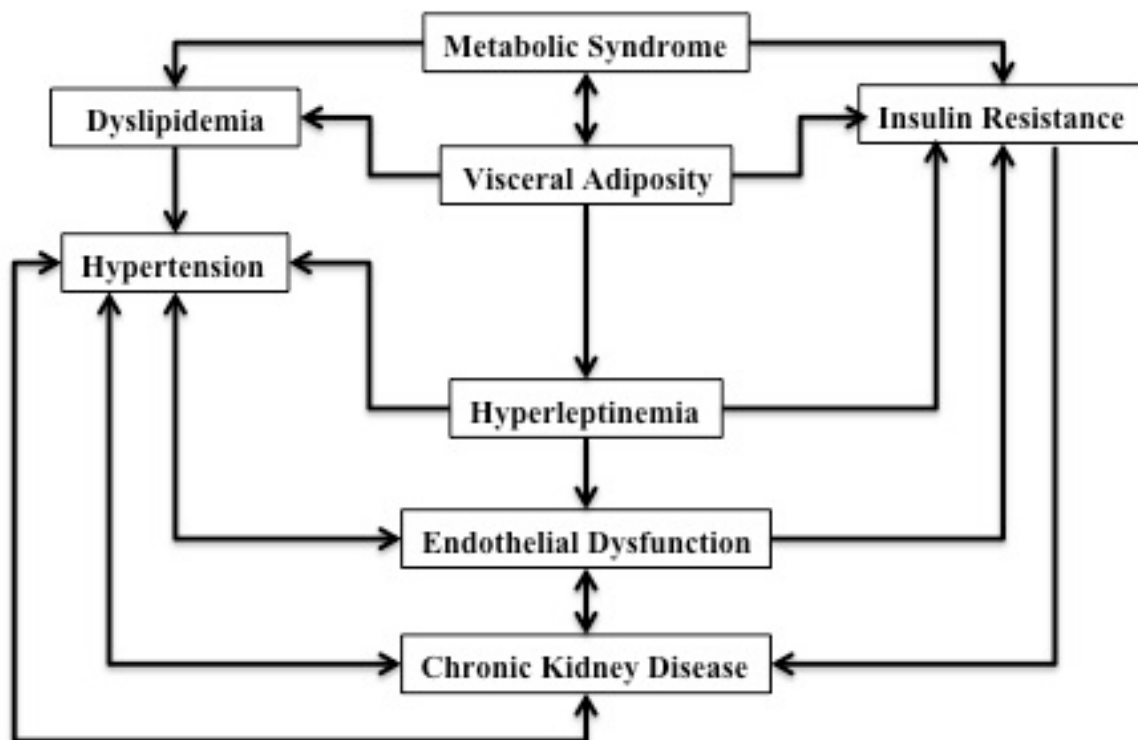 Metabolic Syndrome
Dyslipidemia
Insulin Resistance
Visceral Adiposity
Hypertension
Hyperleptinemia
Endothelial Dysfunction
Chronic Kidney Disease